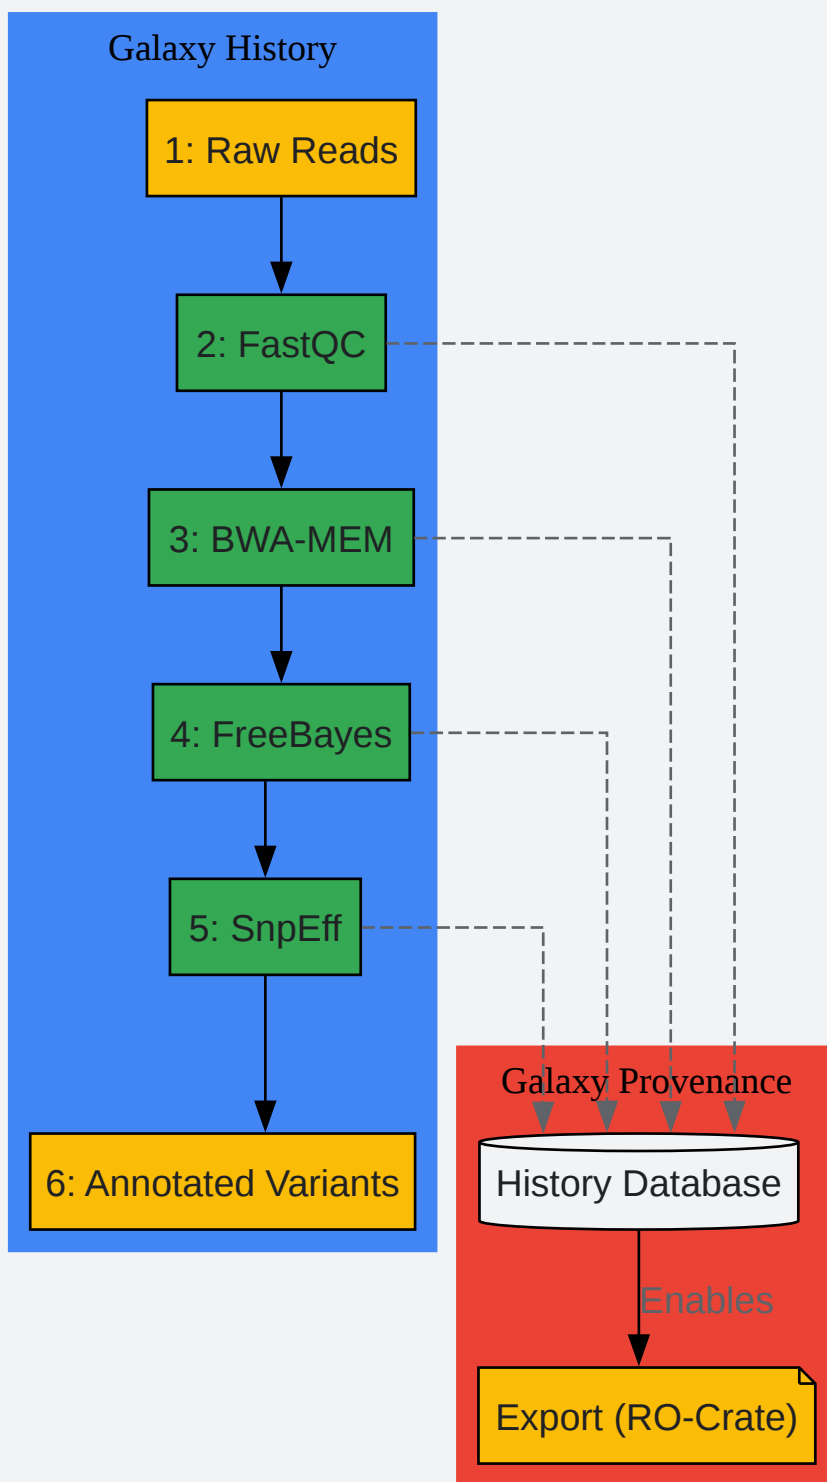 Galaxy History
1: Raw Reads
2: FastQC
3: BWA-MEM
4: FreeBayes
5: SnpEff
6: Annotated Variants
Galaxy Provenance
History Database
Enables
Export (RO-Crate)